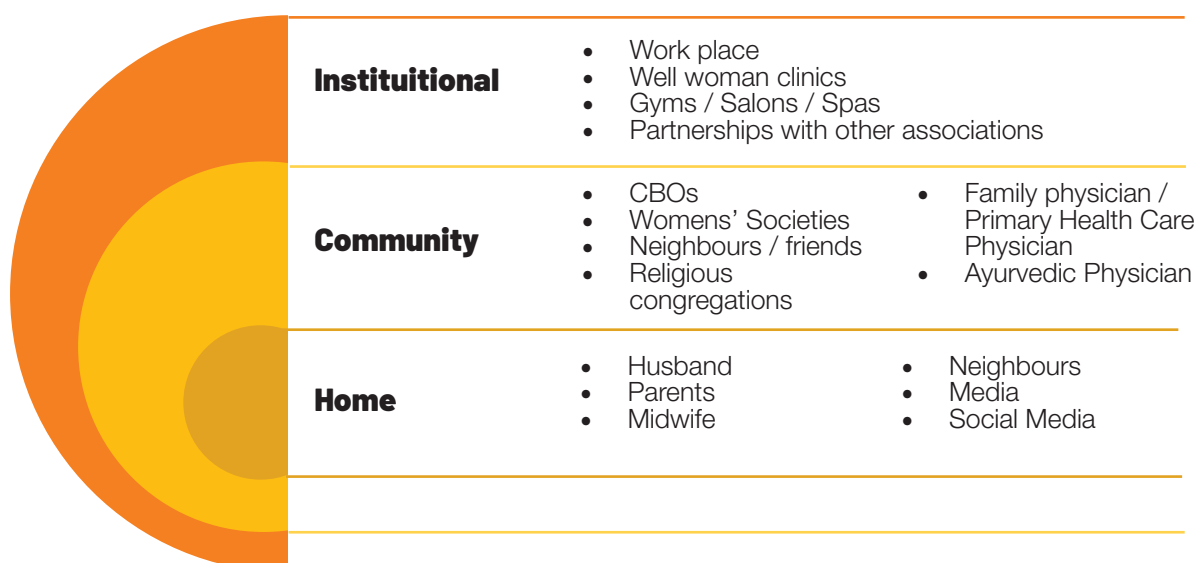 Instituitional
• Work place
• Well woman clinics
• Gyms / Salons / Spas
• Partnerships with other associations
Community
• CBOs
• Womens’ Societies
• Neighbours / friends
• Religious
congregations
• Family physician /
Primary Health Care
Physician
• Ayurvedic Physician
Home
• Husband
• Parents
• Midwife
• Neighbours
• Media
• Social Media